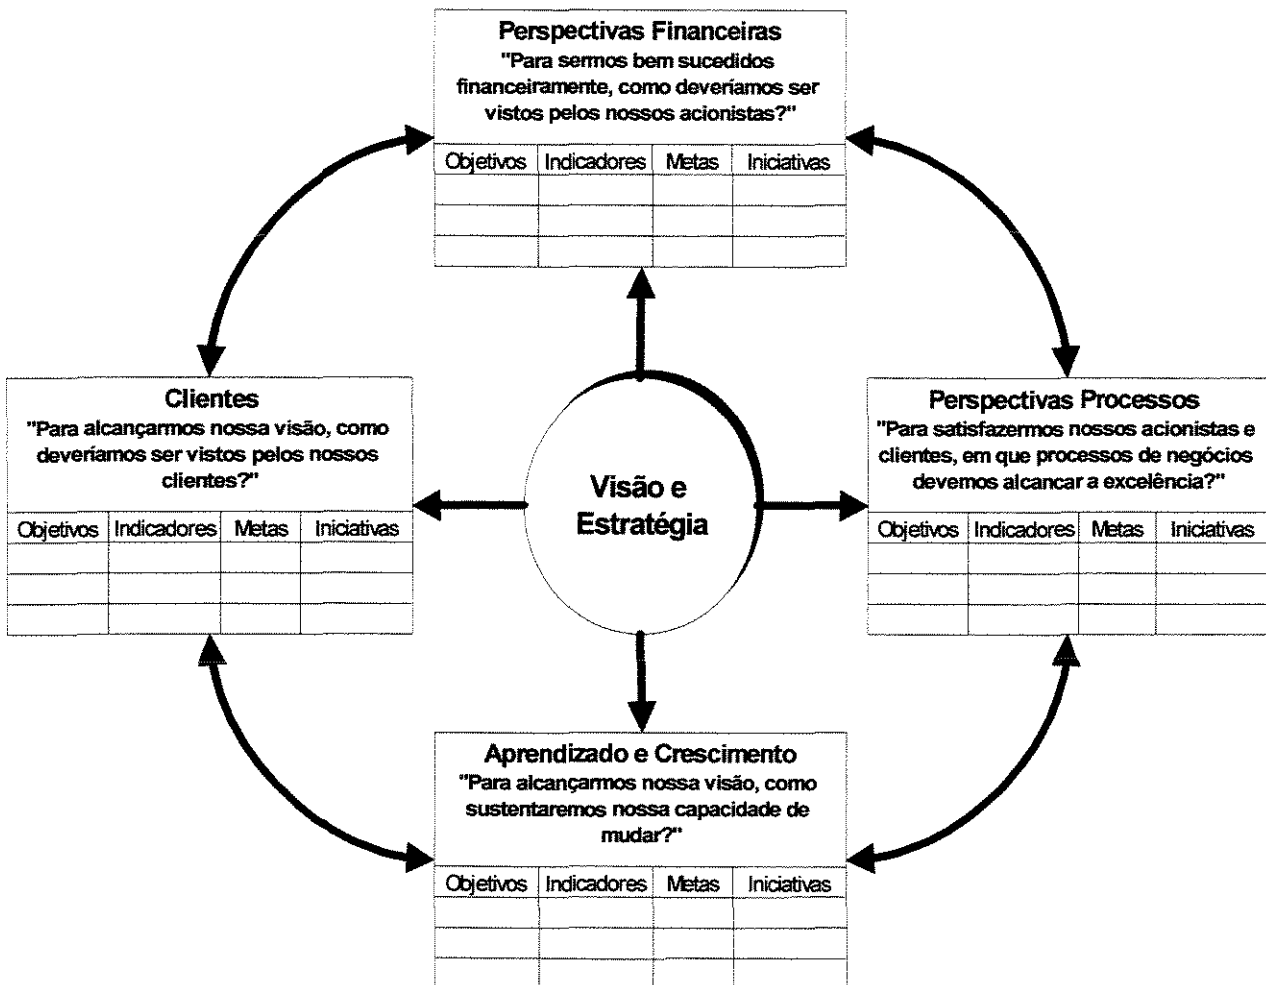 Perspectivas Financeiras
"Para sermos bem sucedidos
financeiramente, como deveríamos ser
vistos pelos nossos acionistas?"
Objetivos Indicadores Metas Iniciativas
Clientes
"Para alcançarmos nossa visão, como
deveríamos ser vistos pelos nossos
clientes?"
Objetivos Indicadores Metas Iniciativas
Visão e
Estratégia
Perspectivas Processos
"Para satisfazermos nossos acionistas e
clientes, em que processos de negócios
devemos alcancar a excelência?"
Objetivos Indicadores Metas Iniciativas
Aprendizado e Crescimento
"Para alcançarmos nossa visão, como
sustentaremos nossa capacidade de
mudar?"
Objetivos Indicadores Metas Iniciativas